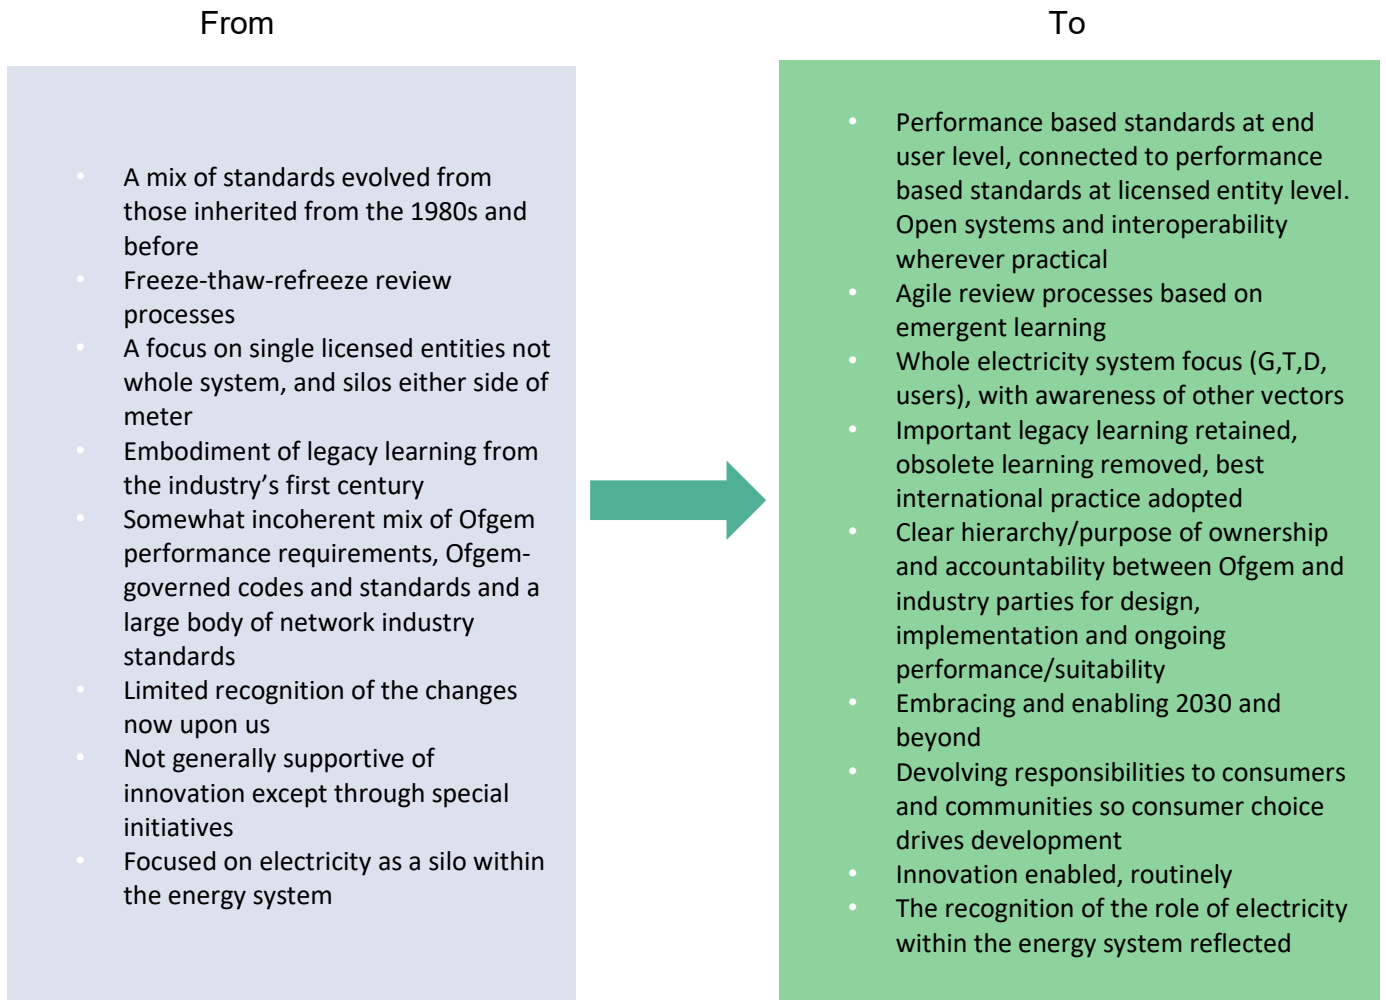 From
To
• A mix of standards evolved from
those inherited from the 1980s and
before
• Freeze-thaw-refreeze review
processes
• A focus on single licensed entities not
whole system, and silos either side of
meter
• Embodiment of legacy learning from
the industry’s first century
• Somewhat incoherent mix of Ofgem
performance requirements, Ofgem-
governed codes and standards and a
large body of network industry
standards
• Limited recognition of the changes
now upon us
• Not generally supportive of
innovation except through special
initiatives
• Focused on electricity as a silo within
the energy system
• Performance based standards at end
user level, connected to performance
based standards at licensed entity level.
Open systems and interoperability
wherever practical
• Agile review processes based on
emergent learning
• Whole electricity system focus (G,T,D,
users), with awareness of other vectors
• Important legacy learning retained,
obsolete learning removed, best
international practice adopted
• Clear hierarchy/purpose of ownership
and accountability between Ofgem and
industry parties for design,
implementation and ongoing
performance/suitability
• Embracing and enabling 2030 and
beyond
• Devolving responsibilities to consumers
and communities so consumer choice
drives development
• Innovation enabled, routinely
• The recognition of the role of electricity
within the energy system reflected